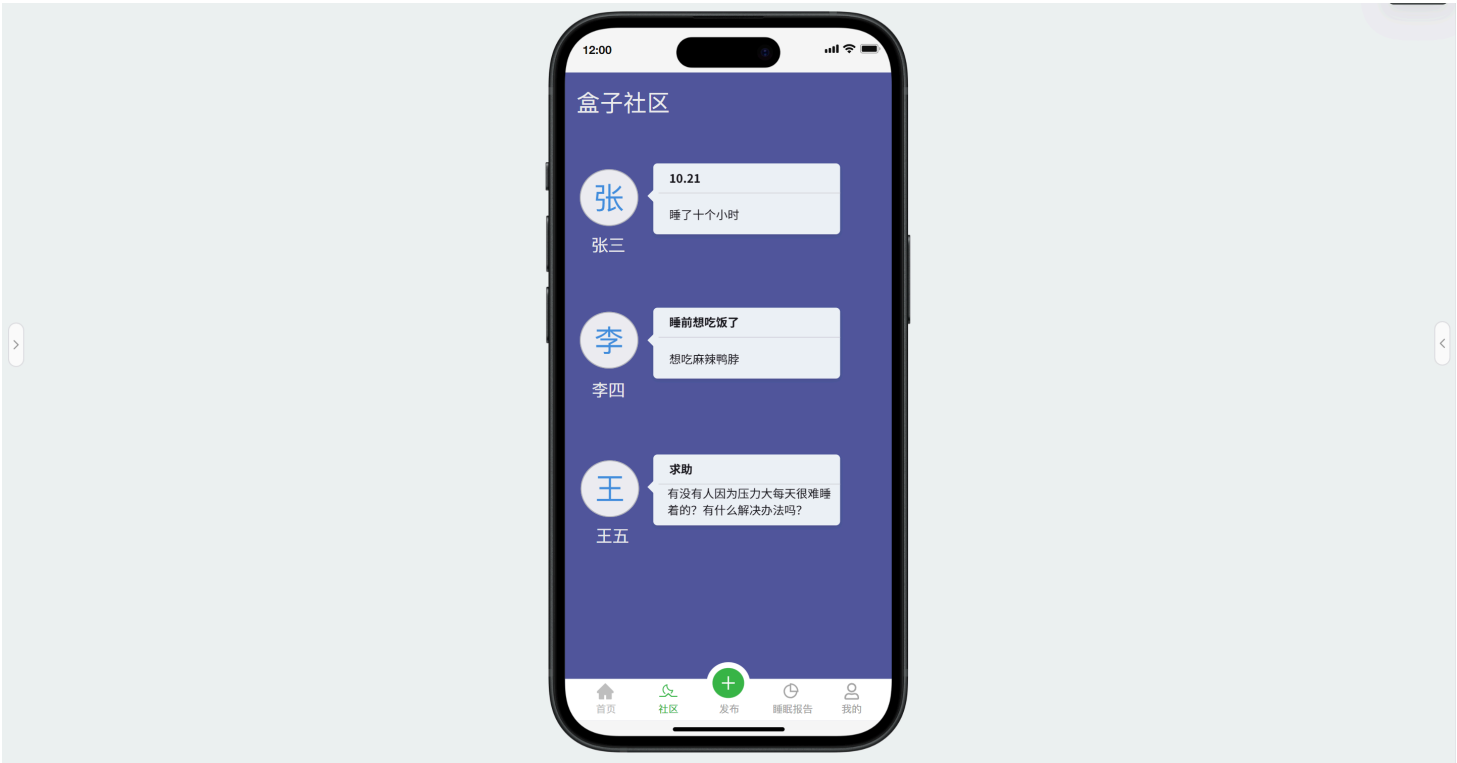 12:00
盒子社区
张
10.21
睡了十个小时
张三
李
睡前想吃饭了
想吃麻辣鸭脖
李四
王
求助
有没有人因为压力大每天很难睡
着的？有什么解决办法吗？
王五
首页
社区
发布
睡眠报告
我的